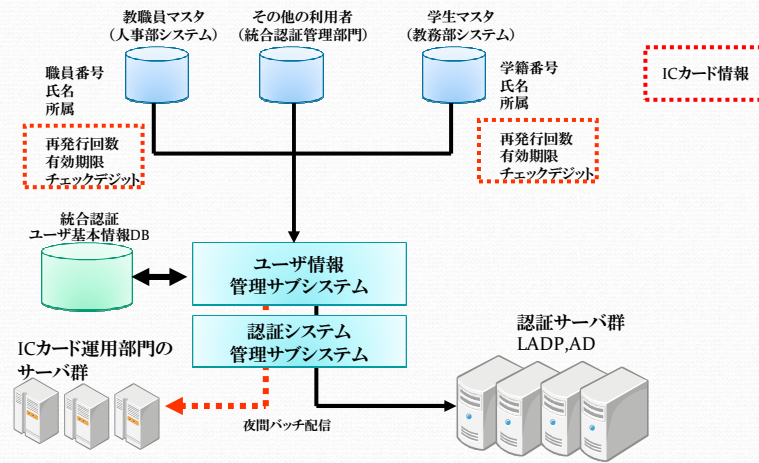 教職員マスタ
（人事部システム）
その他の利用者
（統合認証管理部門）
学生マスタ
（教務部システム）
職員番号
氏名
所属
学籍番号
氏名
所属
ICカード情報
再発行回数
有効期限
チェックデジット
再発行回数
有効期限
チェックデジット
統合認証
ユーザ基本情報DB
ユーザ情報
管理サブシステム
認証システム
管理サブシステム
ICカード運用部門の
サーバ群
認証サーバ群
LADP,AD
夜間バッチ配信